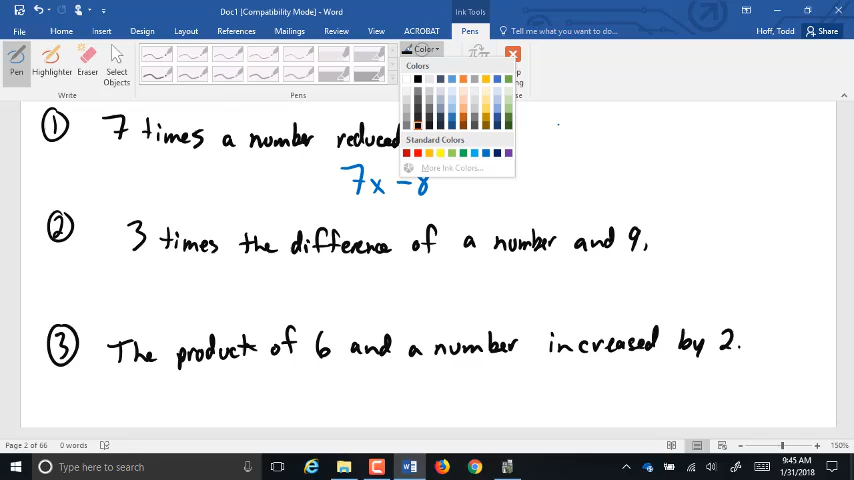 Doc1 [Compatibility Mode] - Word
Ink Tools
File Home Insert Design Layout References Mailings Review View ACROBAT Pens Tell me what you want to do... Hoff, Todd Share
Pen Highlighter Eraser Select Objects
Color
Pens
Colors
Standard Colors
More Ink Colors...
① 7 times a number reduced
7x - 8
② 3 times the difference of a number and 9.
③ The product of 6 and a number increased by 2.
Page 2 of 66 0 words 150%
Type here to search
9:45 AM
1/31/2018